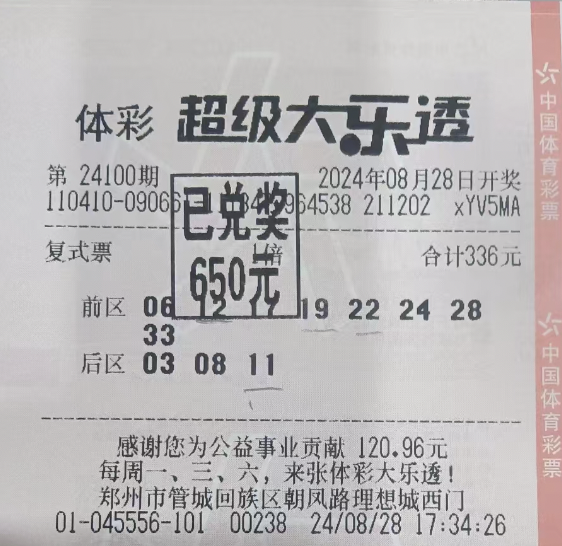 体彩 超级大乐透
第 24100期 2024年08月28日开奖
110410-09066 964538 211202 xYV5MA
已兑奖
650元
复式票 1倍 合计336元
前区 06 12 17 19 22 24 28
33
后区 03 08 11
感谢您为公益事业贡献 120.96元
每周一、三、六，来张体彩大乐透！
郑州市管城回族区朝凤路理想城西门
01-045556-101 00238 24/08/28 17:34:26
中国体育彩票
中国体育彩票